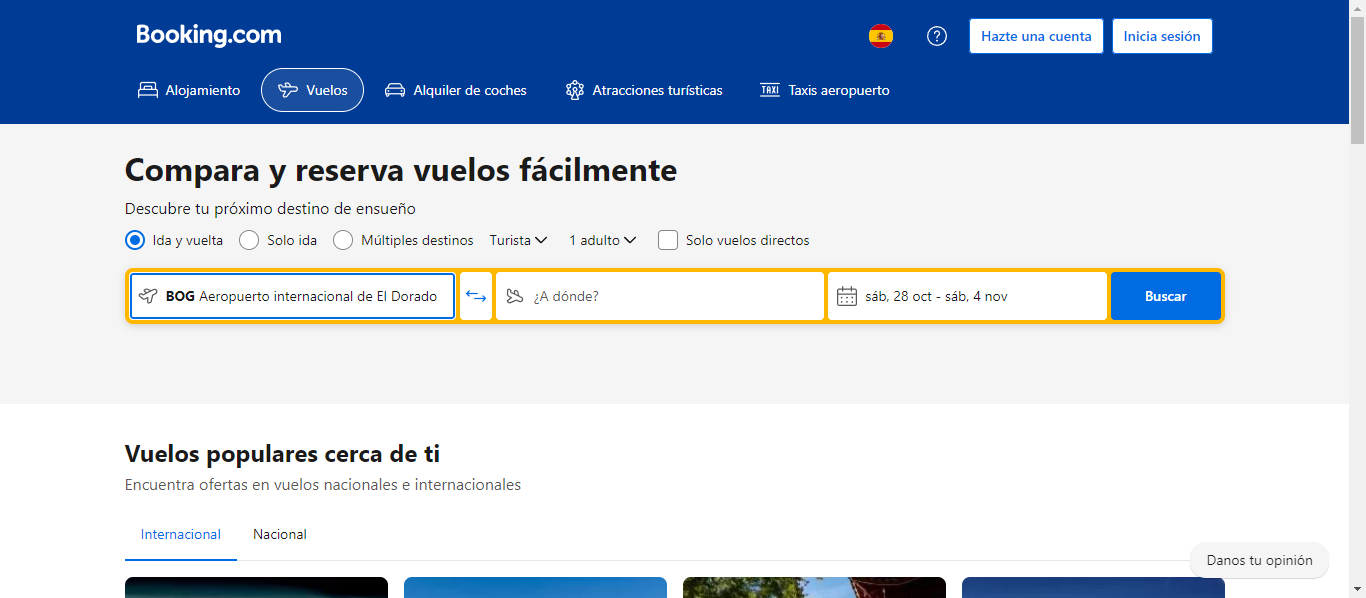 Booking.com
?
Hazte una cuenta
Inicia sesión
Alojamiento
Vuelos
Alquiler de coches
Atracciones turísticas
TAXI Taxis aeropuerto
Compara y reserva vuelos fácilmente
Descubre tu próximo destino de ensueño
Ida y vuelta
Solo ida
Múltiples destinos
Turista
1 adulto
Solo vuelos directos
BOG Aeropuerto internacional de El Dorado
¿A dónde?
sáb, 28 oct - sáb, 4 nov
Buscar
Vuelos populares cerca de ti
Encuentra ofertas en vuelos nacionales e internacionales
Internacional
Nacional
Danos tu opinión